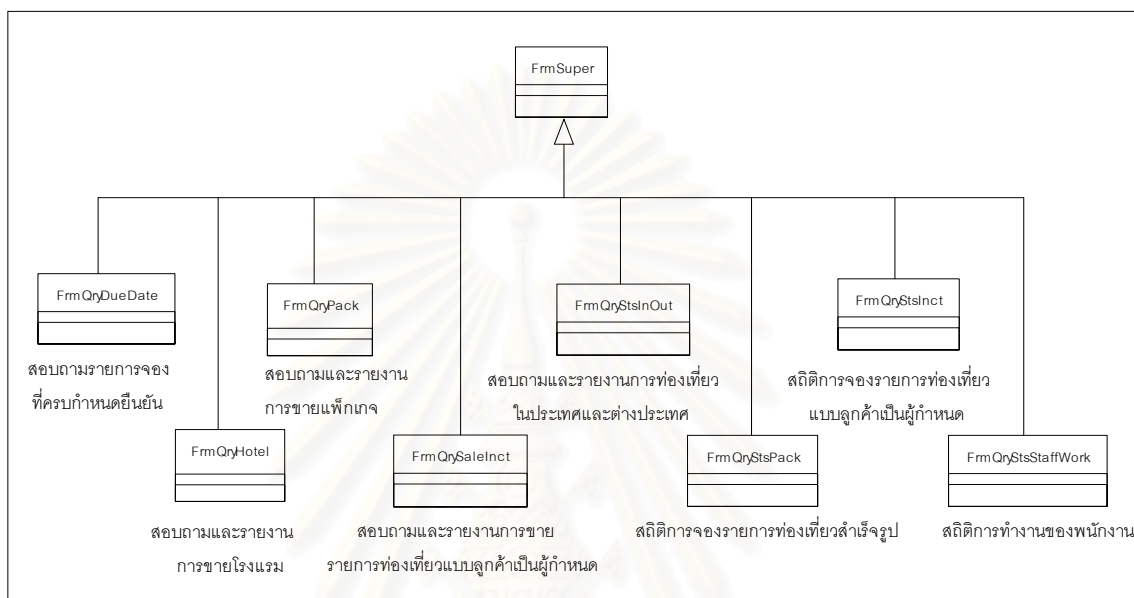 FrmSuper
FrmQryDueDate
สอบถามรายการจอง
ที่ครบกำหนดยืนยัน
FrmQryPack
สอบถามและรายงาน
การขายแพ็กเกจ
FrmQryStsInOut
สอบถามและรายงานการท่องเที่ยว
ในประเทศและต่างประเทศ
FrmQryStsInct
สถิติการจองรายการท่องเที่ยว
แบบลูกค้าเป็นผู้กำหนด
FrmQryHotel
สอบถามและรายงาน
การขายโรงแรม
FrmQrySaleInct
สอบถามและรายงานการขาย
รายการท่องเที่ยวแบบลูกค้าเป็นผู้กำหนด
FrmQryStsPack
สถิติการจองรายการท่องเที่ยวสำเร็จรูป
FrmQryStsStaffWork
สถิติการทำงานของพนักงาน